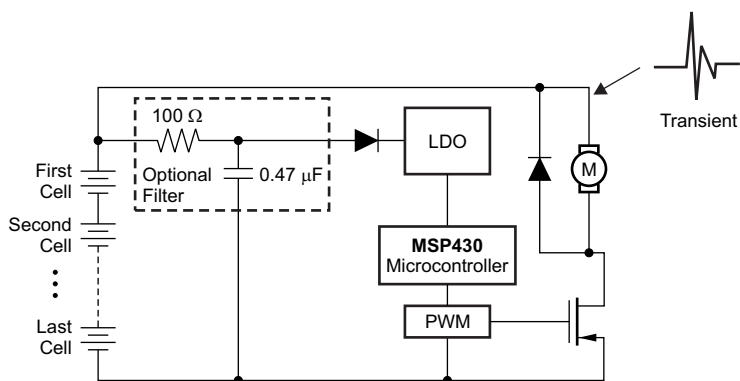 Transient
100 Ω
LDO
Optional
Filter
0.47 μF
First
Cell
M
Second
Cell
MSP430
Microcontroller
PWM
Last
Cell